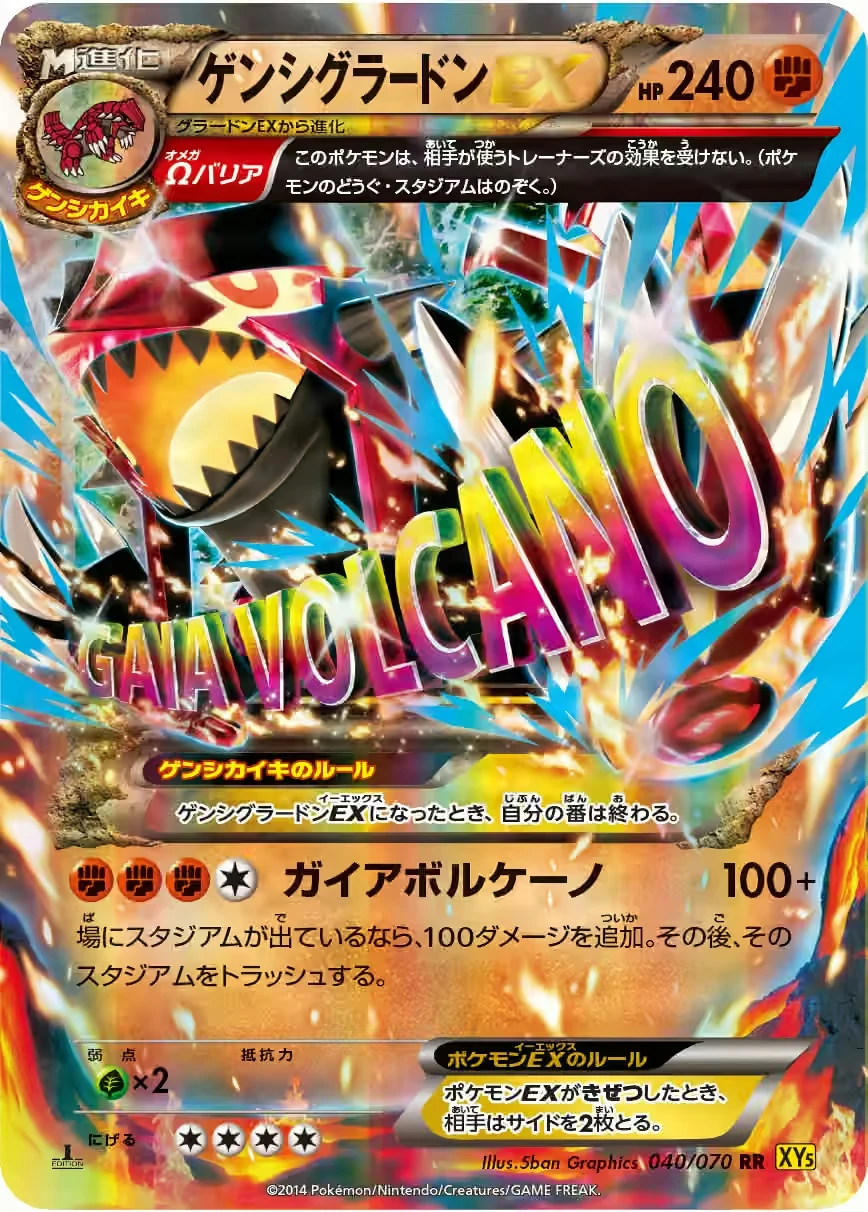 M進化
ゲンシグラードンEX
HP240
グラードンEXから進化
ゲンシカイキ
オメガ
Ωバリア
このポケモンは、相手が使うトレーナーズの効果を受けない。(ポケ
モンのどうぐ・スタジアムはのぞく。)
GAIA VOLCANO
ゲンシカイキのルール
ゲンシグラードンEXになったとき、自分の番は終わる。
ガイアボルケーノ 100+
場にスタジアムが出ているなら、100ダメージを追加。その後、その
スタジアムをトラッシュする。
弱点 抵抗力
×2
にげる
ポケモンEXのルール
ポケモンEXがきぜつしたとき、
相手はサイドを2枚とる。
1 EDITION
Illus.5ban Graphics 040/070 RR XY5
©2014 Pokémon/Nintendo/Creatures/GAME FREAK.